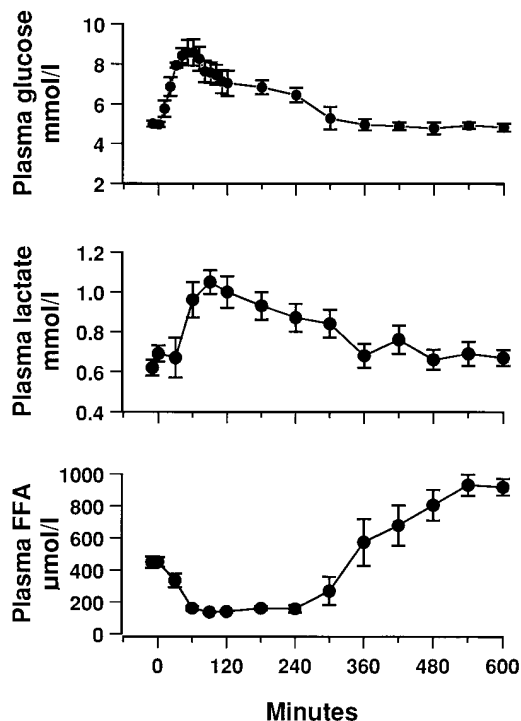 Plasma glucose
mmol/l
10
8
6
4
2
Plasma lactate
mmol/l
1.2
1.0
0.8
0.6
0.4
Plasma FFA
µmol/l
1000
800
600
400
200
0
0 120 240 360 480 600
Minutes